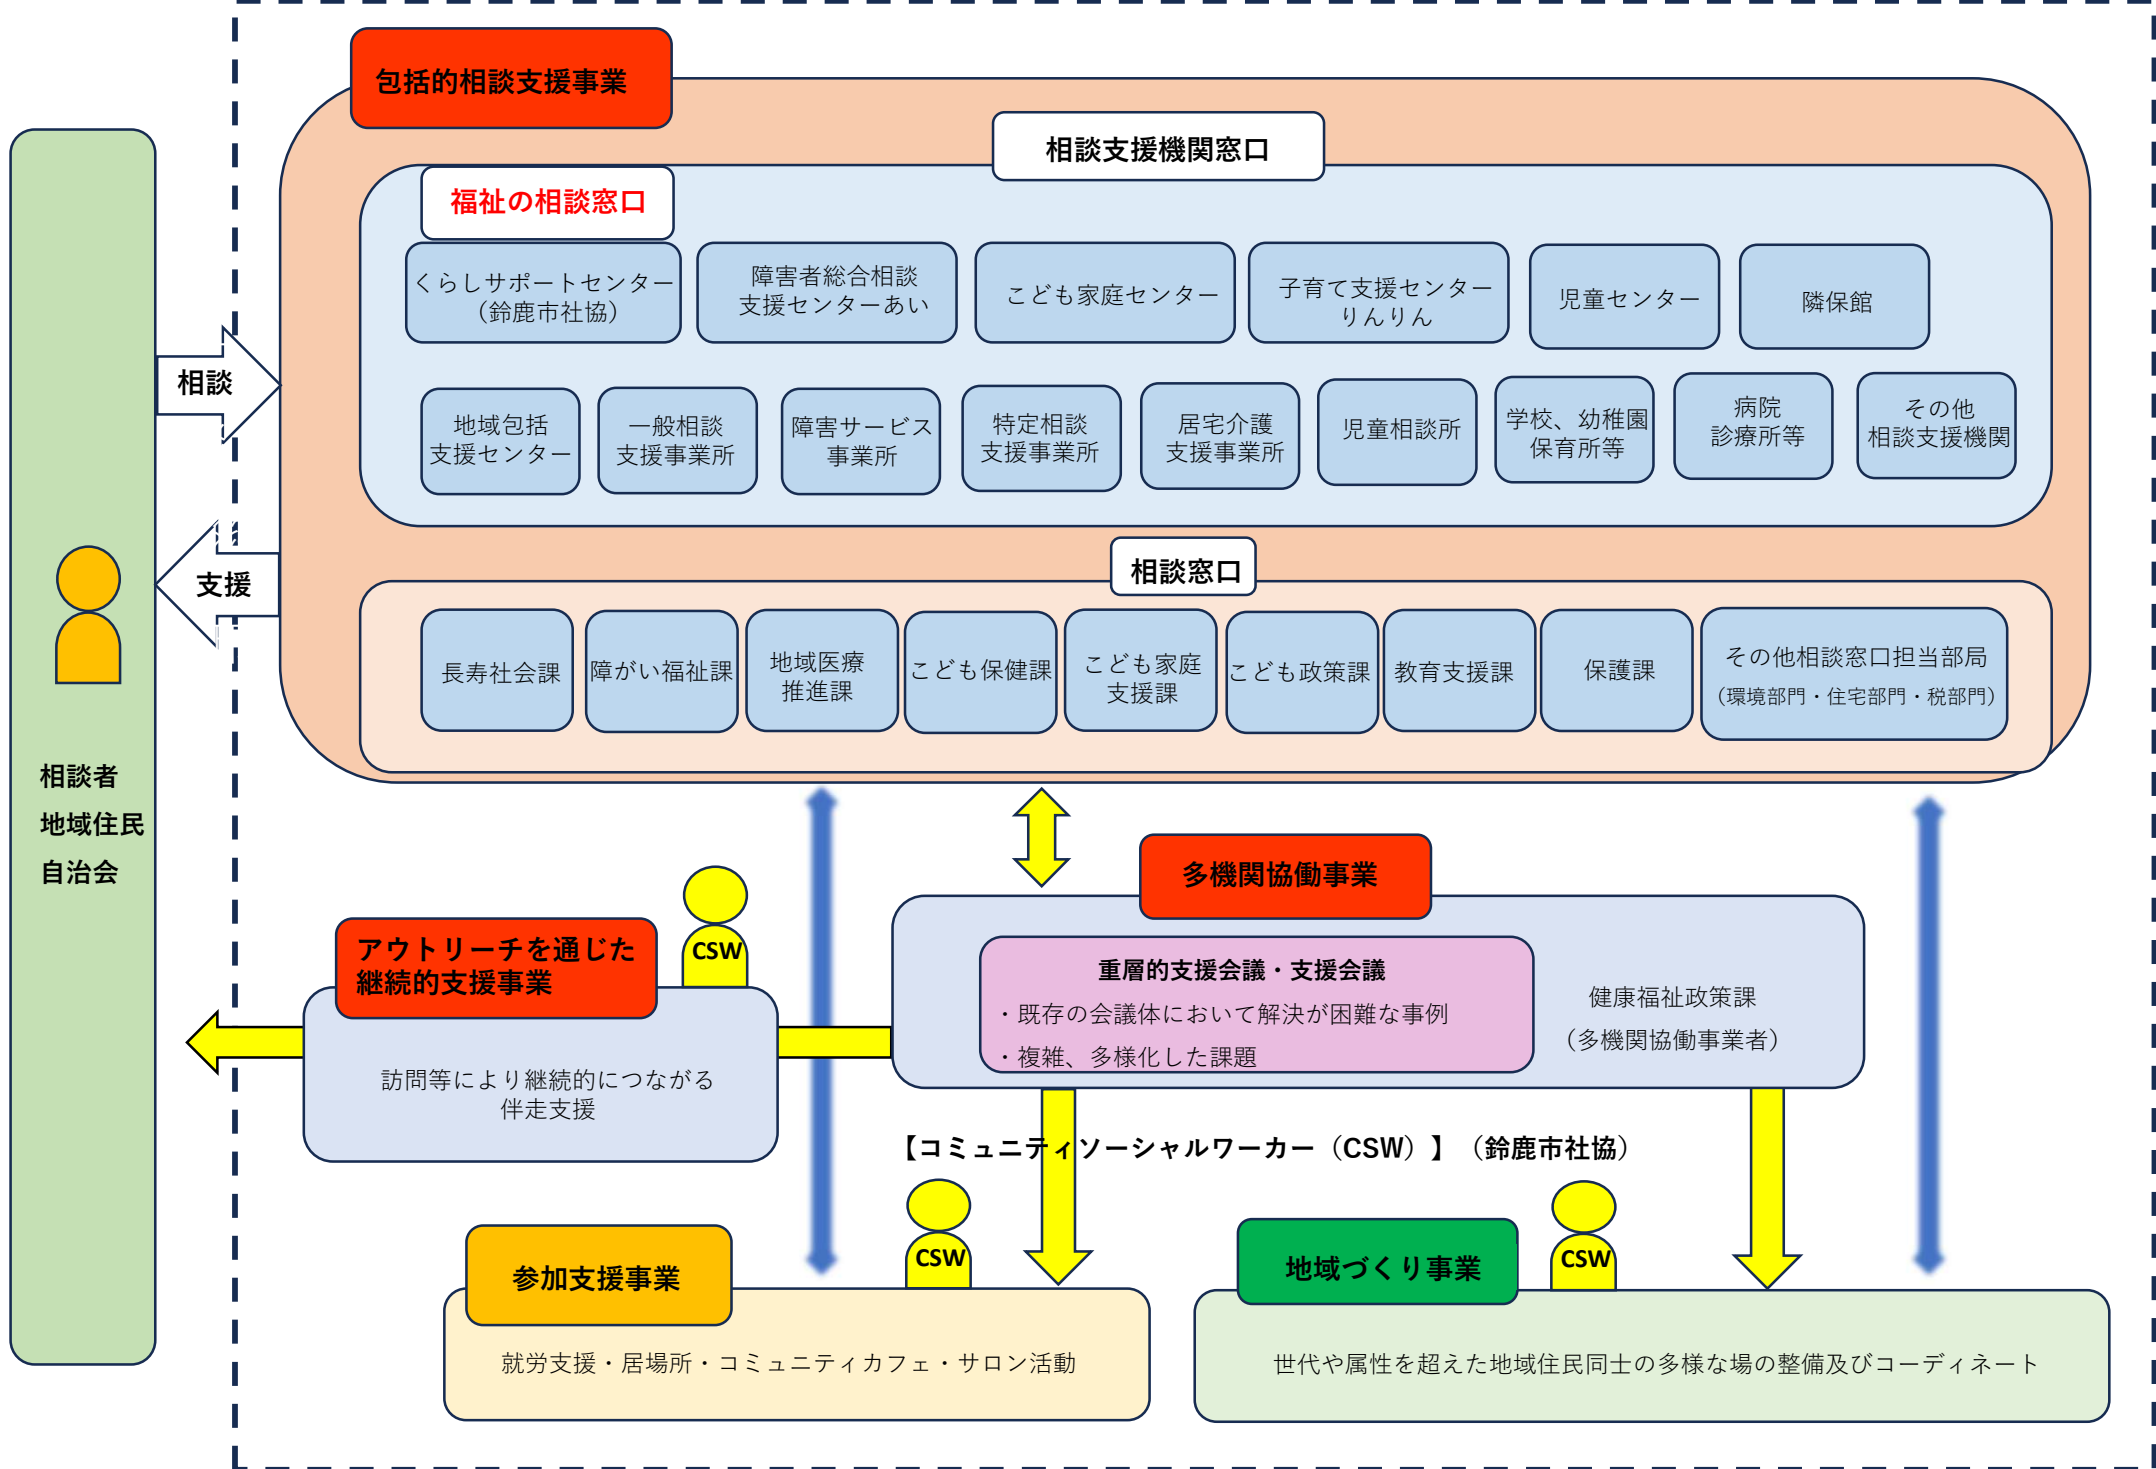 包括的相談支援事業
相談支援機関窓口
福祉の相談窓口
くらしサポートセンター
（鈴鹿市社協）
障害者総合相談
支援センターあい
こども家庭センター
子育て支援センター
りんりん
児童センター
隣保館
地域包括
支援センター
一般相談
支援事業所
障害サービス
事業所
特定相談
支援事業所
居宅介護
支援事業所
児童相談所
学校、幼稚園
保育所等
病院
診療所等
その他
相談支援機関
相談
支援
相談窓口
長寿社会課
障がい福祉課
地域医療
推進課
こども保健課
こども家庭
支援課
こども政策課
教育支援課
保護課
その他相談窓口担当部局
（環境部門・住宅部門・税部門）
相談者
地域住民
自治会
多機関協働事業
重層的支援会議・支援会議
・既存の会議体において解決が困難な事例
・複雑、多様化した課題
健康福祉政策課
（多機関協働事業者）
CSW
アウトリーチを通じた
継続的支援事業
訪問等により継続的につながる
伴走支援
【コミュニティソーシャルワーカー（CSW）】（鈴鹿市社協）
CSW
参加支援事業
就労支援・居場所・コミュニティカフェ・サロン活動
CSW
地域づくり事業
世代や属性を超えた地域住民同士の多様な場の整備及びコーディネート